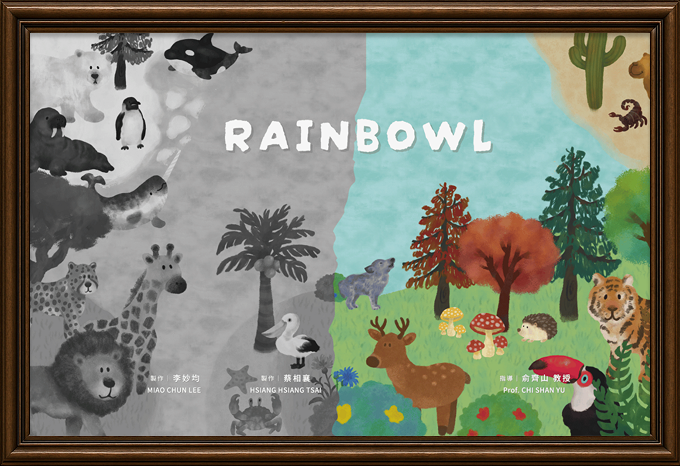 RAINBOWL
製作｜李妙均
MIAO CHUN LEE
製作｜蔡相襄
HSIANG HSIANG TSAI
指導｜俞齊山 教授
Prof. CHI SHAN YU